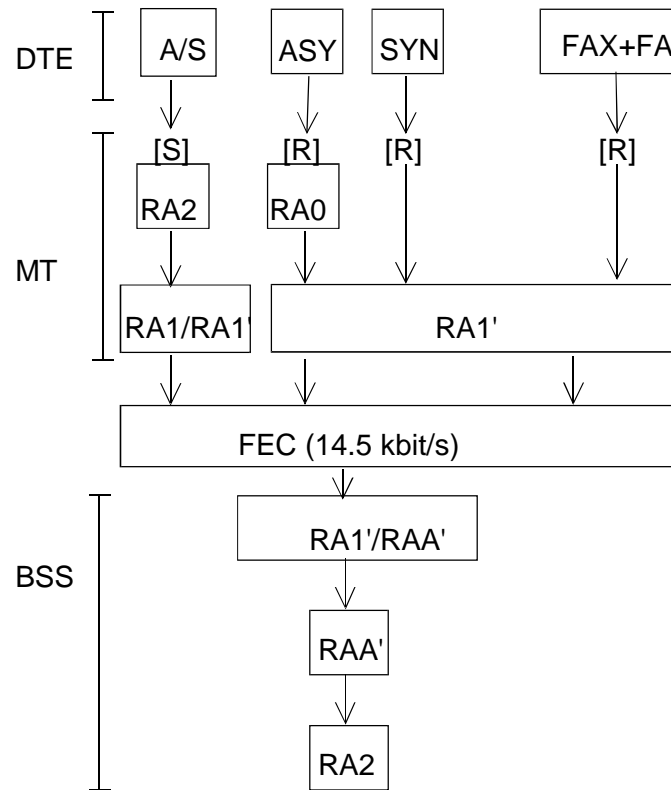 DTE
A/S ASY SYN FAX+FA
[S] [R] [R] [R]
RA2 RA0
MT
RA1/RA1' RA1'
FEC (14.5 kbit/s)
RA1'/RAA'
BSS
RAA'
RA2